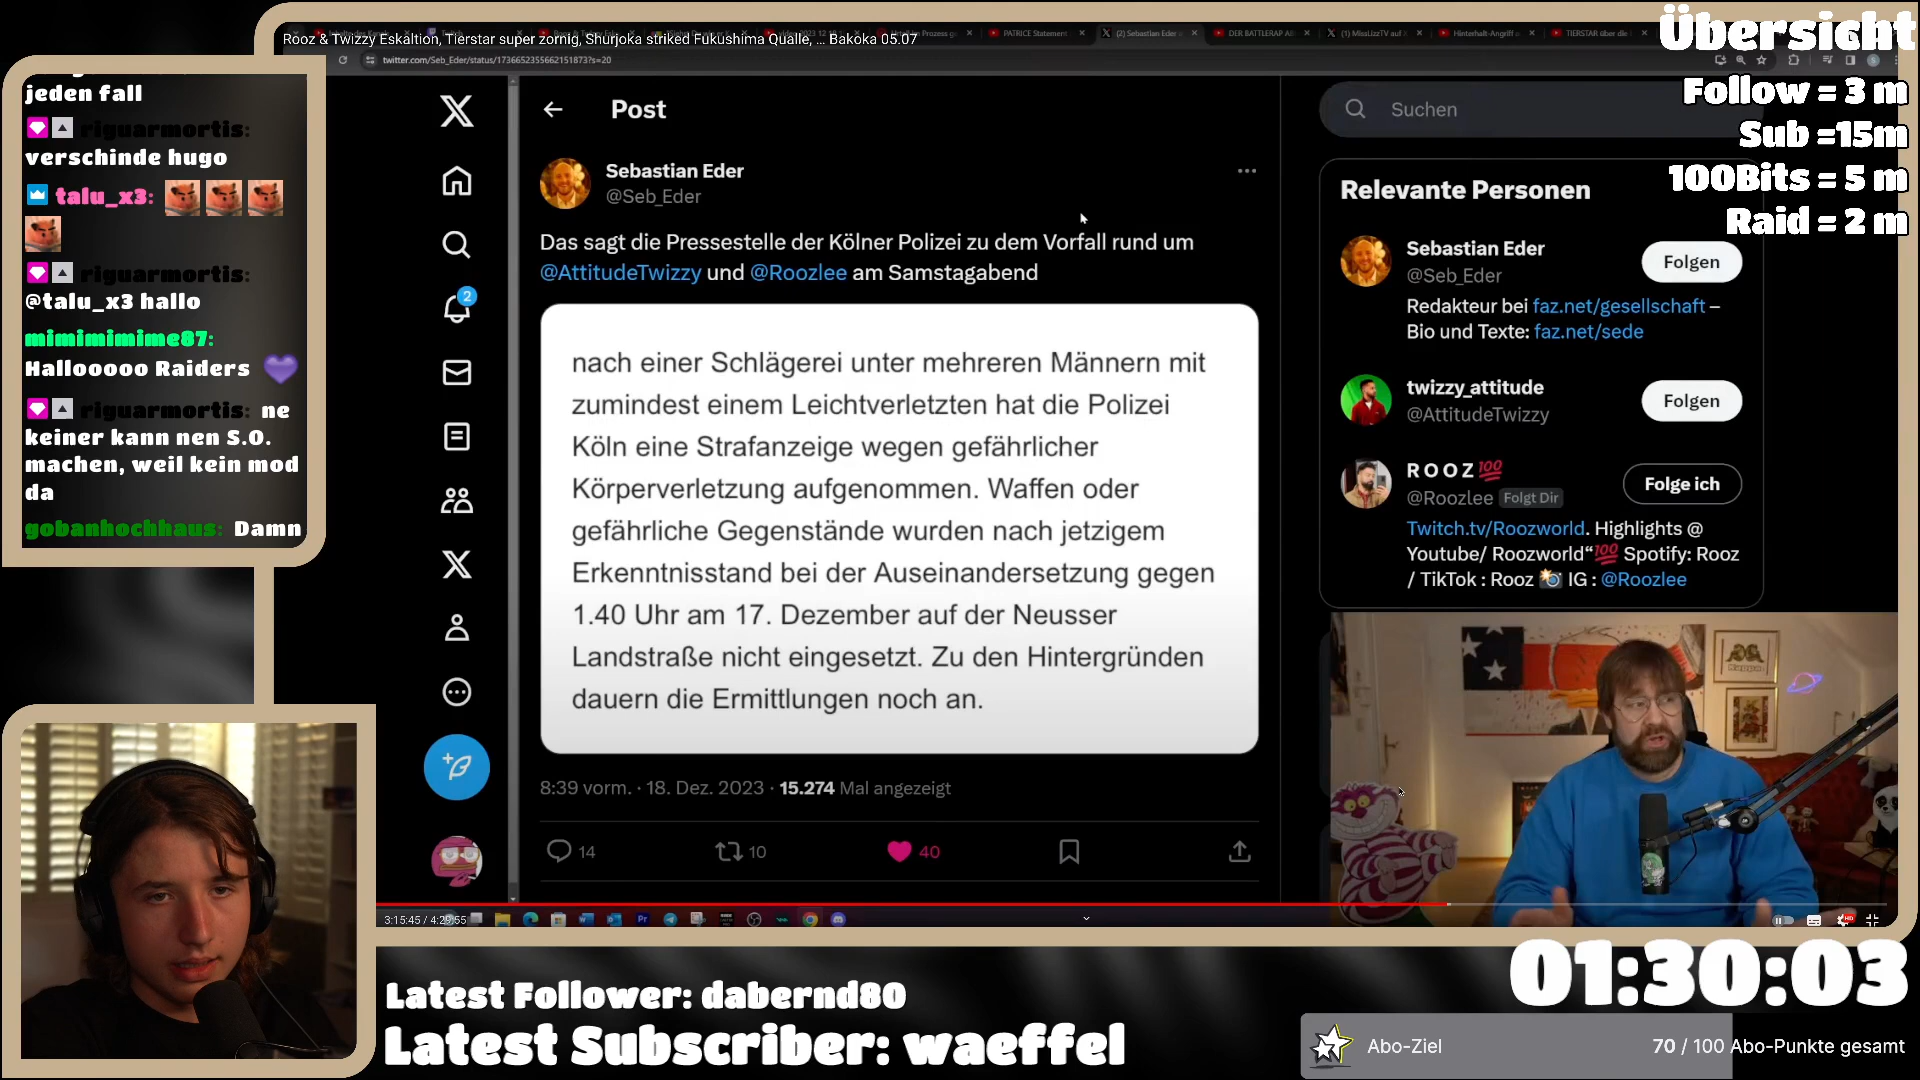 Rooz & Twizzy Eskaltion, Tierstar super zornig, Shurjoka striked Fukushima Qualle, ... Bakoka 05.07
PATRICE Statement
(2) Sebastian Eder
DER BATTLERAP
(1) MissLizzTV auf
Hinterhalt-Angriff
TIERSTAR über die
twitter.com/Seb_Eder/status/1736652355662151873?s=20
Übersicht
Follow = 3 m
Sub =15m
100Bits = 5 m
Raid = 2 m
jeden fall
riguarmortis:
verschinde hugo
talu_x3:
riguarmortis:
@talu_x3 hallo
mimimimime87:
Hallooooo Raiders
riguarmortis: ne
keiner kann nen S.O.
machen, weil kein mod
da
gobanhochhaus: Damn
2
Post
Sebastian Eder
@Seb_Eder
Das sagt die Pressestelle der Kölner Polizei zu dem Vorfall rund um
@AttitudeTwizzy und @Roozlee am Samstagabend
nach einer Schlägerei unter mehreren Männern mit
zumindest einem Leichtverletzten hat die Polizei
Köln eine Strafanzeige wegen gefährlicher
Körperverletzung aufgenommen. Waffen oder
gefährliche Gegenstände wurden nach jetzigem
Erkenntnisstand bei der Auseinandersetzung gegen
1.40 Uhr am 17. Dezember auf der Neusser
Landstraße nicht eingesetzt. Zu den Hintergründen
dauern die Ermittlungen noch an.
8:39 vorm. · 18. Dez. 2023 · 15.274 Mal angezeigt
14
10
40
Suchen
Relevante Personen
Sebastian Eder
@Seb_Eder
Folgen
Redakteur bei faz.net/gesellschaft –
Bio und Texte: faz.net/sede
twizzy_attitude
@AttitudeTwizzy
Folgen
R O O Z💯
@Roozlee Folgt Dir
Folge ich
Twitch.tv/Roozworld. Highlights @
Youtube/ Roozworld“💯 Spotify: Rooz
/ TikTok : Rooz 📸 IG : @Roozlee
3:15:45 / 4:29:55
Latest Follower: dabernd80
Latest Subscriber: waeffel
01:30:03
Abo-Ziel
70 / 100 Abo-Punkte gesamt